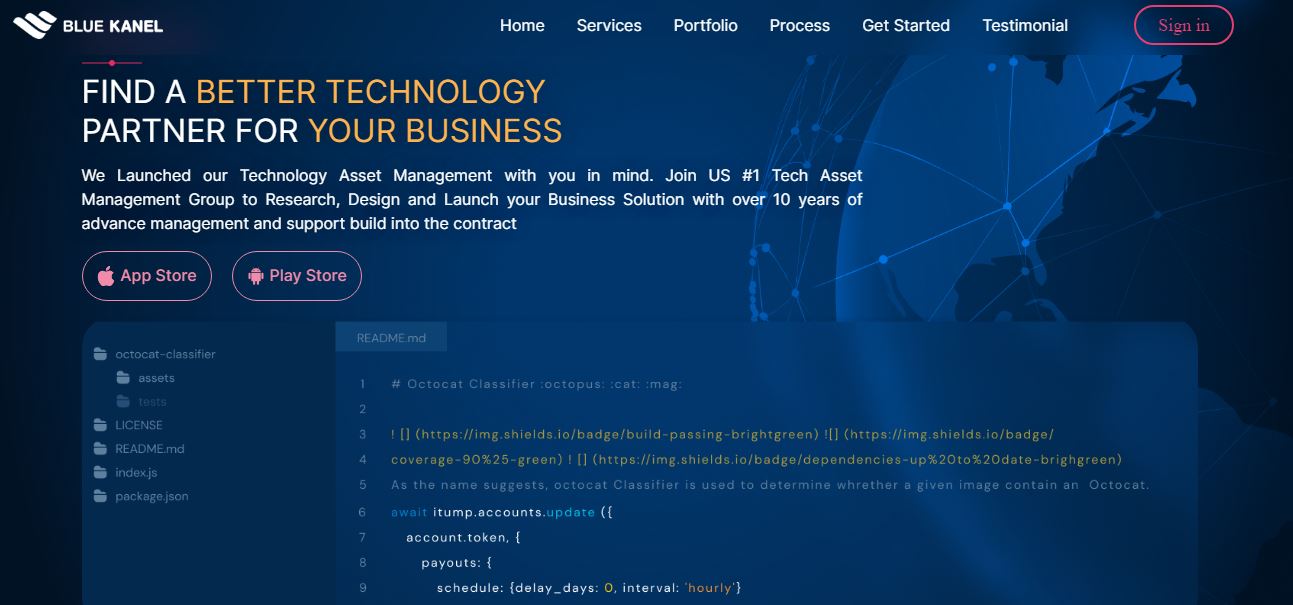 BLUE KANEL
Home Services Portfolio Process Get Started Testimonial
Sign in
FIND A BETTER TECHNOLOGY
PARTNER FOR YOUR BUSINESS
We Launched our Technology Asset Management with you in mind. Join US #1 Tech Asset
Management Group to Research, Design and Launch your Business Solution with over 10 years of
advance management and support build into the contract
App Store
Play Store
octocat-classifier
assets
tests
LICENSE
README.md
index.js
package.json
README.md
1 # Octocat Classifier :octopus: :cat: :mag:
2
3 ! [] (https://img.shields.io/badge/build-passing-brightgreen) ![] (https://img.shields.io/badge/
4 coverage-90%25-green) ! [] (https://img.shields.io/badge/dependencies-up%20to%20date-brighgreen)
5 As the name suggests, octocat Classifier is used to determine whrether a given image contain an Octocat.
6 await itump.accounts.update ({
7 account.token, {
8 payouts: {
9 schedule: {delay_days: 0, interval: 'hourly'}